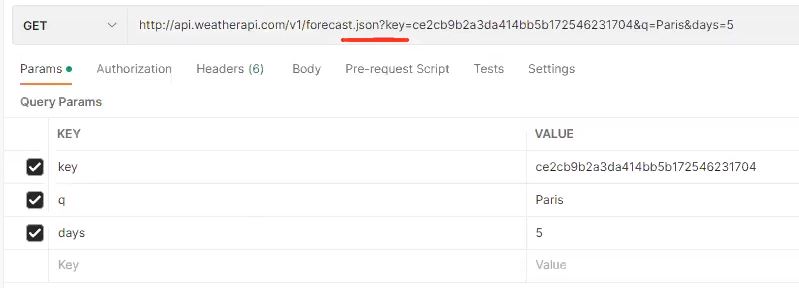 GET http://api.weatherapi.com/v1/forecast.json?key=ce2cb9b2a3da414bb5b172546231704&q=Paris&days=5
Params Authorization Headers (6) Body Pre-request Script Tests Settings
Query Params
KEY VALUE
key ce2cb9b2a3da414bb5b172546231704
q Paris
days 5
Key Value